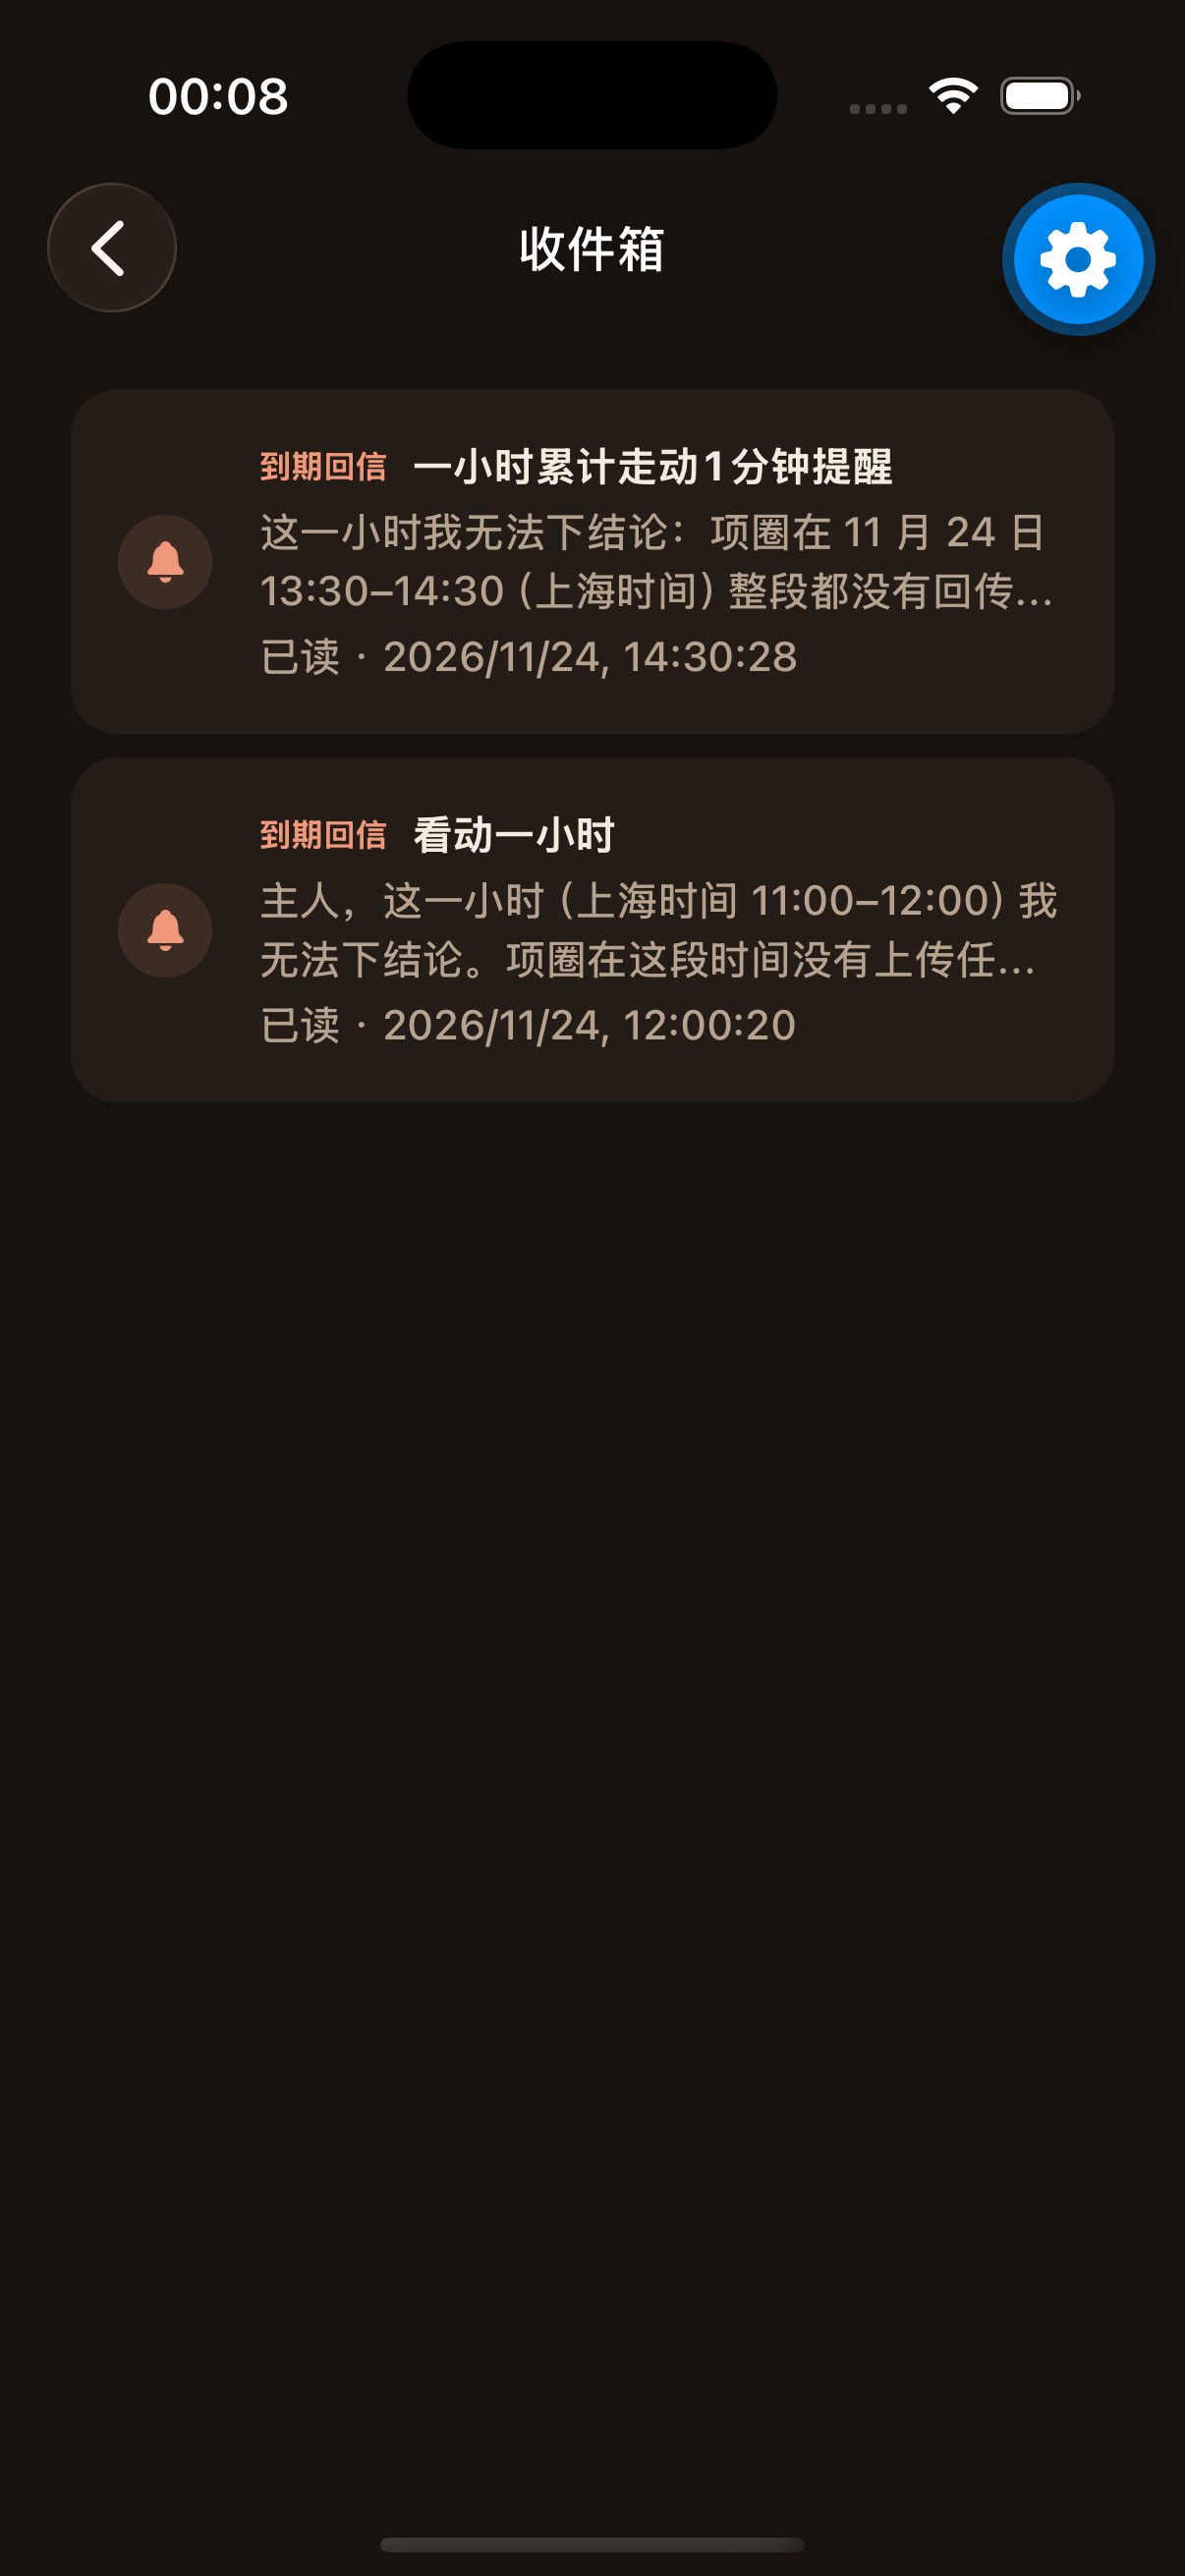 00:08
收件箱
到期回信 一小时累计走动1分钟提醒
这一小时我无法下结论：项圈在 11 月 24 日
13:30–14:30（上海时间）整段都没有回传...
已读 · 2026/11/24, 14:30:28
到期回信 看动一小时
主人，这一小时（上海时间 11:00–12:00）我
无法下结论。项圈在这段时间没有上传任...
已读 · 2026/11/24, 12:00:20